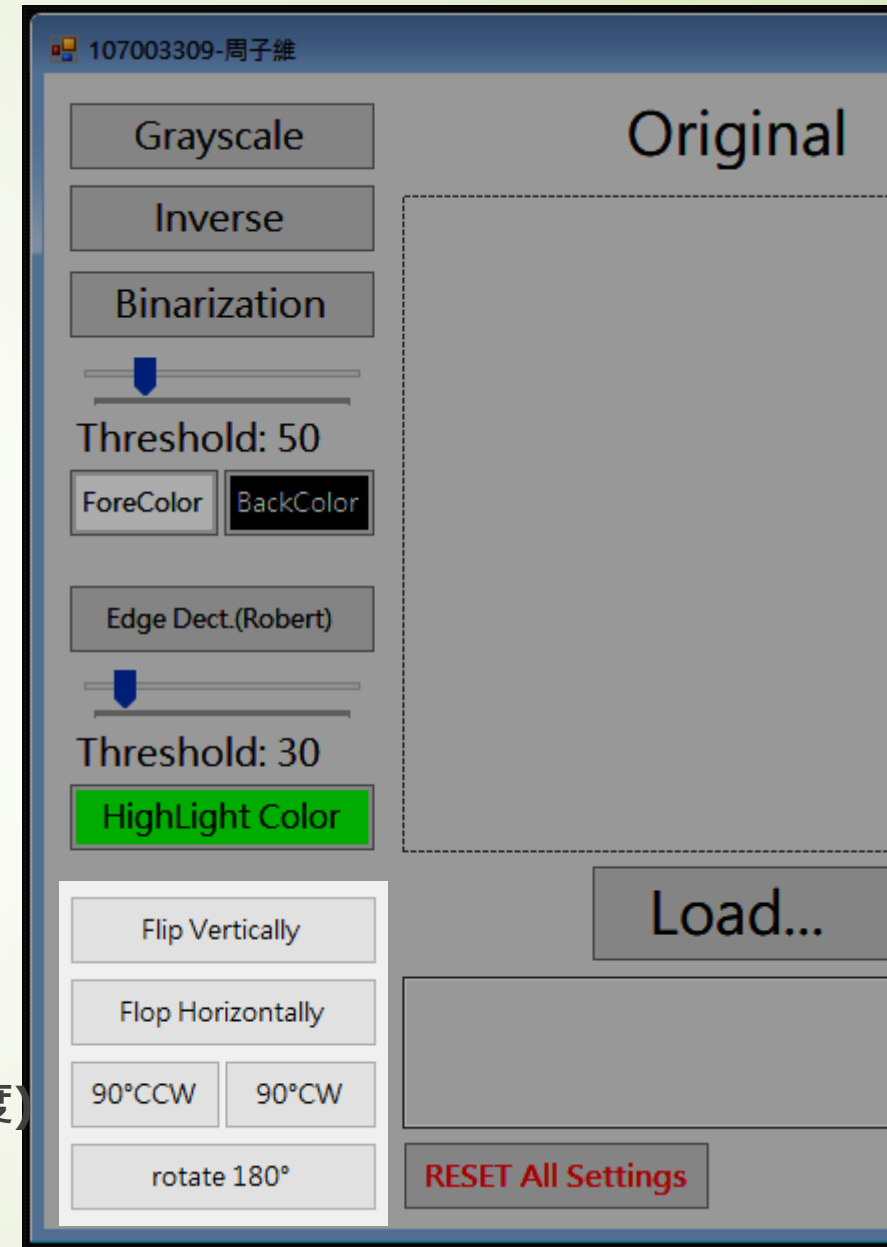 107003309-周子維
Grayscale
Original
Inverse
Binarization
Threshold: 50
ForeColor BackColor
Edge Dect.(Robert)
Threshold: 30
HighLight Color
Load...
Flip Vertically
Flop Horizontally
度)
90°CCW 90°CW
rotate 180°
RESET All Settings